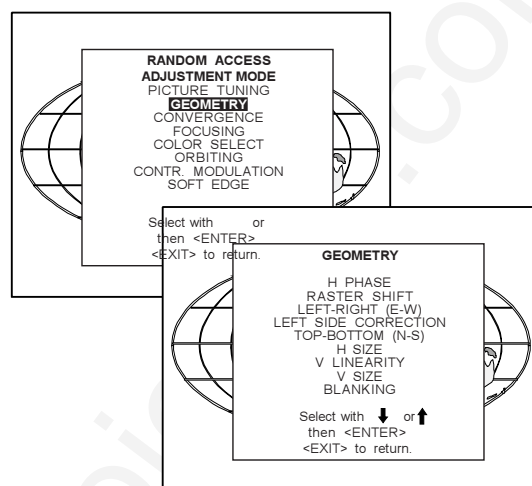 RANDOM ACCESS
ADJUSTMENT MODE
PICTURE TUNING
GEOMETRY
CONVERGENCE
FOCUSING
COLOR SELECT
ORBITING
CONTR. MODULATION
SOFT EDGE
Select with or
then <ENTER>
<EXIT> to return.
GEOMETRY
H PHASE
RASTER SHIFT
LEFT-RIGHT (E-W)
LEFT SIDE CORRECTION
TOP-BOTTOM (N-S)
H SIZE
V LINEARITY
V SIZE
BLANKING
Select with ⬇ or ⬆
then <ENTER>
<EXIT> to return.